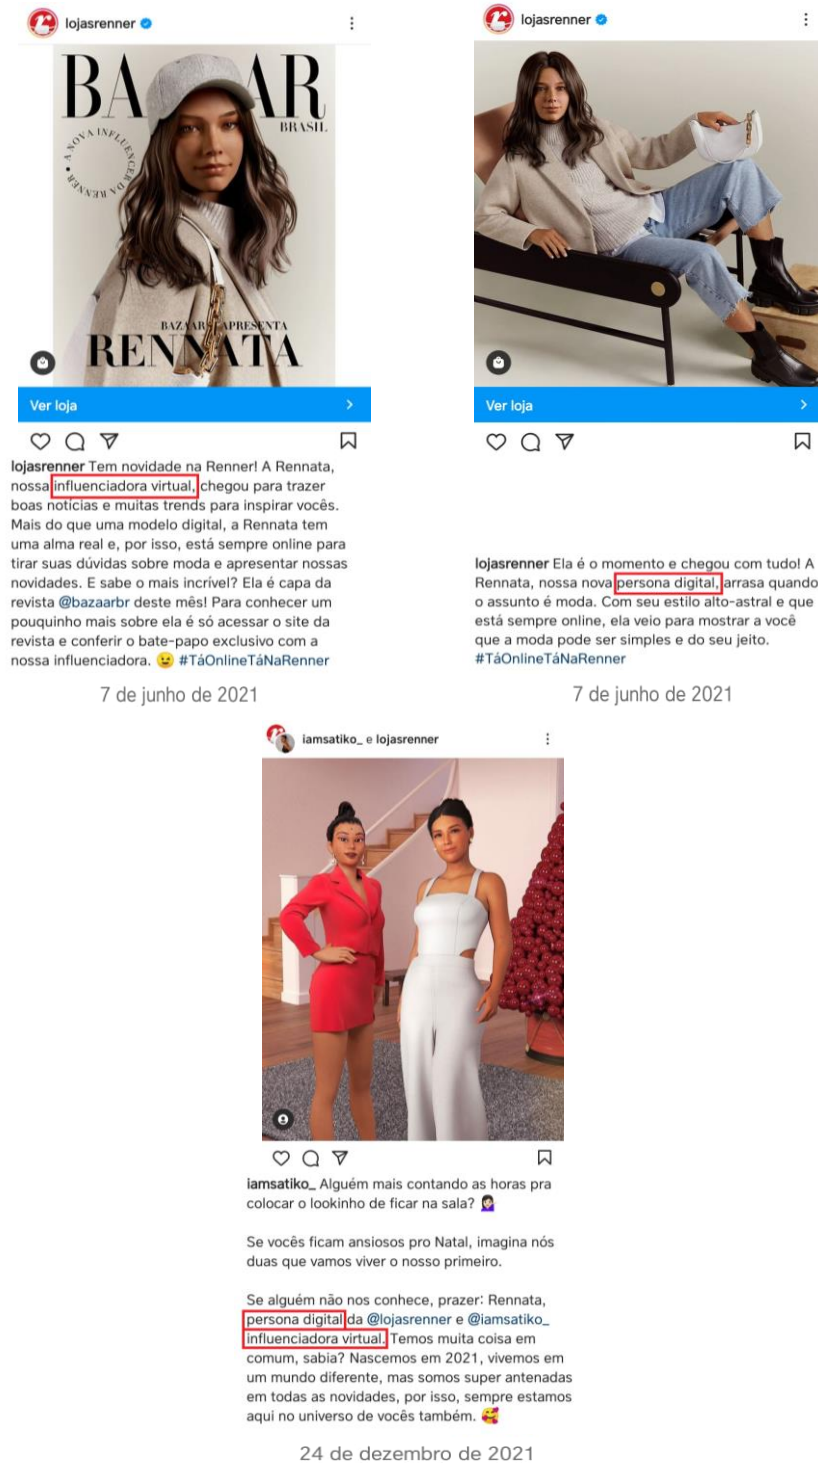 lojasrenner
BAZAAR
BRASIL
A NOVA INFLUENCER DA RENNER •
BAZAAR APRESENTA
RENNATA
Ver loja
lojasrenner Tem novidade na Renner! A Rennata,
nossa influenciadora virtual, chegou para trazer
boas notícias e muitas trends para inspirar vocês.
Mais do que uma modelo digital, a Rennata tem
uma alma real e, por isso, está sempre online para
tirar suas dúvidas sobre moda e apresentar nossas
novidades. E sabe o mais incrível? Ela é capa da
revista @bazaarbr deste mês! Para conhecer um
pouquinho mais sobre ela é só acessar o site da
revista e conferir o bate-papo exclusivo com a
nossa influenciadora. 😉 #TáOnlineTáNaRenner
7 de junho de 2021
lojasrenner
Ver loja
lojasrenner Ela é o momento e chegou com tudo! A
Rennata, nossa nova persona digital, arrasa quando
o assunto é moda. Com seu estilo alto-astral e que
está sempre online, ela veio para mostrar a você
que a moda pode ser simples e do seu jeito.
#TáOnlineTáNaRenner
7 de junho de 2021
iamsatiko_ e lojasrenner
iamsatiko_ Alguém mais contando as horas pra
colocar o lookinho de ficar na sala? 💁🏻‍♀️
Se vocês ficam ansiosos pro Natal, imagina nós
duas que vamos viver o nosso primeiro.
Se alguém não nos conhece, prazer: Rennata,
persona digital da @lojasrenner e @iamsatiko_
influenciadora virtual. Temos muita coisa em
comum, sabia? Nascemos em 2021, vivemos em
um mundo diferente, mas somos super antenadas
em todas as novidades, por isso, sempre estamos
aqui no universo de vocês também. 🥰
24 de dezembro de 2021